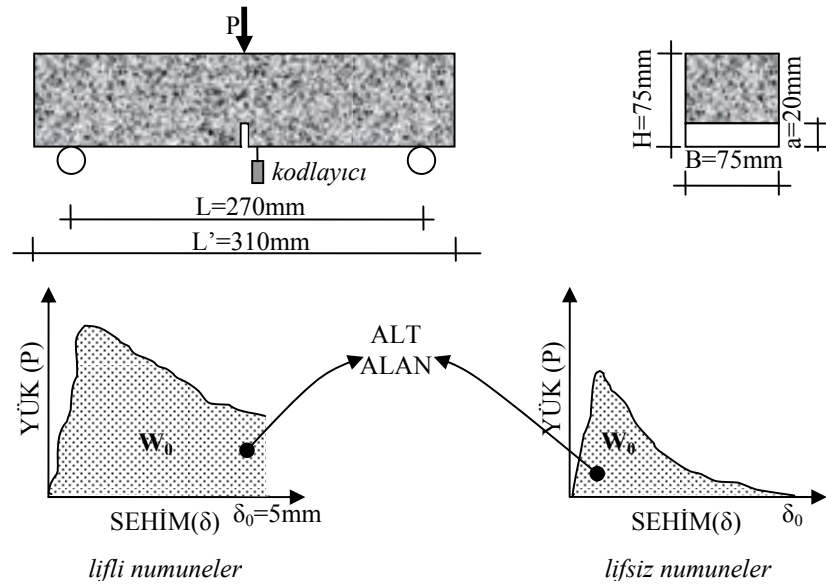 P
kodlayıcı
L=270mm
L'=310mm
H=75mm
a=20mm
B=75mm
YÜK (P)
W₀
SEHİM(δ)
δ₀=5mm
lifli numuneler
ALT
ALAN
YÜK (P)
W₀
SEHİM(δ)
δ₀
lifsiz numuneler